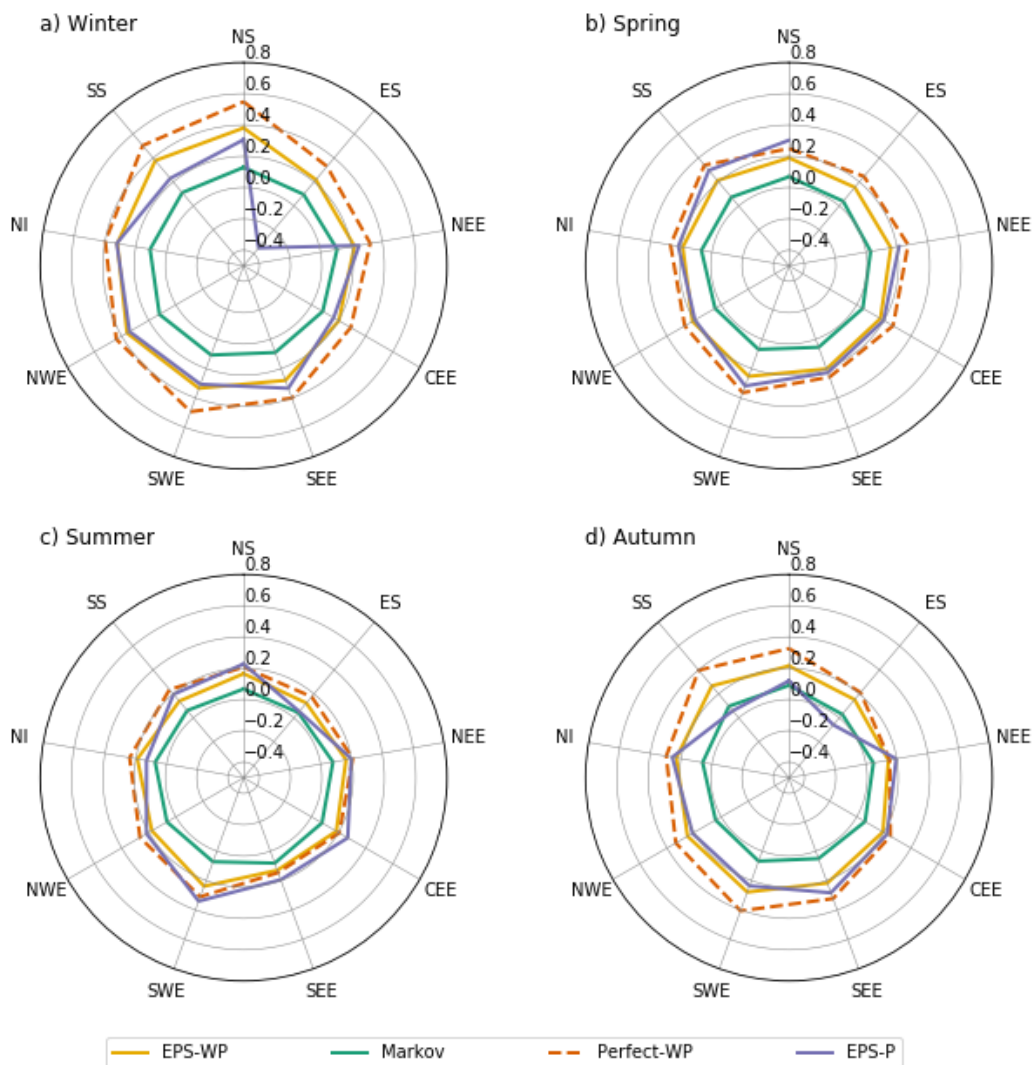 a) Winter
NS
0.8
0.6
0.4
0.2
0.0
−0.2
−0.4
ES
NEE
CEE
SEE
SWE
NWE
NI
SS
b) Spring
NS
0.8
0.6
0.4
0.2
0.0
−0.2
−0.4
ES
NEE
CEE
SEE
SWE
NWE
NI
SS
c) Summer
NS
0.8
0.6
0.4
0.2
0.0
−0.2
−0.4
ES
NEE
CEE
SEE
SWE
NWE
NI
SS
d) Autumn
NS
0.8
0.6
0.4
0.2
0.0
−0.2
−0.4
ES
NEE
CEE
SEE
SWE
NWE
NI
SS
EPS-WP Markov Perfect-WP EPS-P